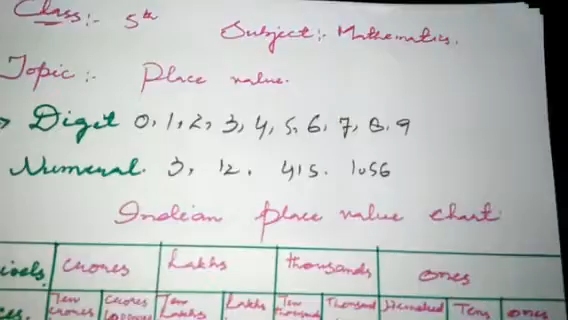 Class:- 5th
Subject:- Mathematics.
Topic:- Place value.
Digit 0, 1, 2, 3, 4, 5, 6, 7, 8, 9
Numeral. 3, 12, 415. 1056
Indian place value chart
crores Lakhs thousands ones
Ten crores crores Ten Lakhs Lakhs Ten thousands Thousand Hundred Tens ones